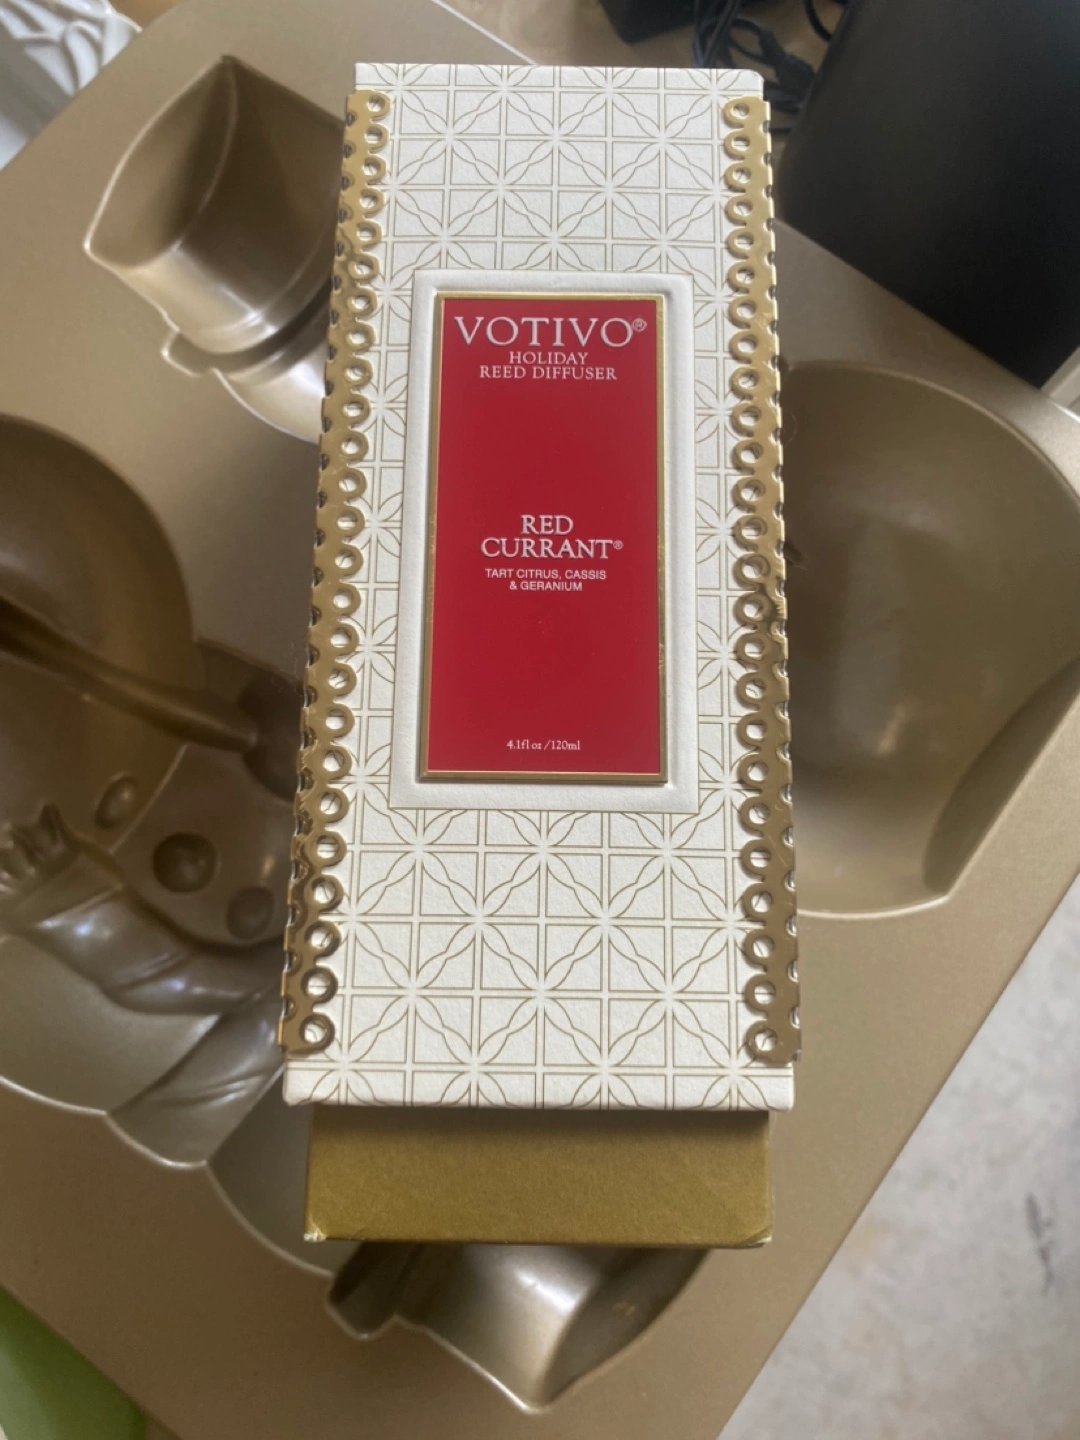 VOTIVO®
HOLIDAY
REED DIFFUSER
RED
CURRANT®
TART CITRUS, CASSIS
& GERANIUM
4.1fl oz /120ml